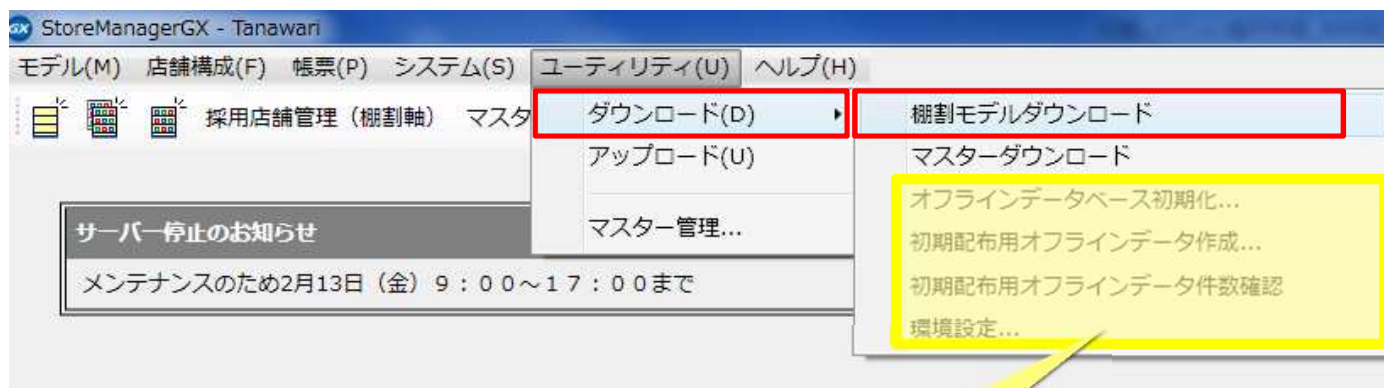 StoreManagerGX - Tanawari
モデル(M) 店舗構成(F) 帳票(P) システム(S) ユーティリティ(U) ヘルプ(H)
採用店舗管理（棚割軸） マスタ
ダウンロード(D)
アップロード(U)
マスター管理...
棚割モデルダウンロード
マスターダウンロード
オフラインデータベース初期化...
初期配布用オフラインデータ作成...
初期配布用オフラインデータ件数確認
環境設定...
サーバー停止のお知らせ
メンテナンスのため2月13日（金）９：００～１７：００まで